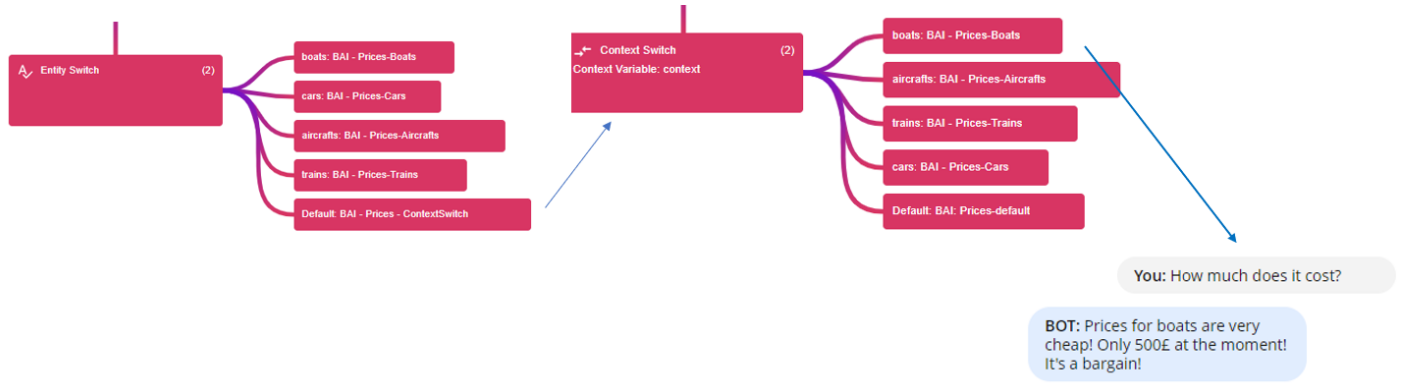 Entity Switch (2)
boats: BAI - Prices-Boats
cars: BAI - Prices-Cars
aircrafts: BAI - Prices-Aircrafts
trains: BAI - Prices-Trains
Default: BAI - Prices - ContextSwitch
Context Switch (2)
Context Variable: context
boats: BAI - Prices-Boats
aircrafts: BAI - Prices-Aircrafts
trains: BAI - Prices-Trains
cars: BAI - Prices-Cars
Default: BAI: Prices-default
You: How much does it cost?
BOT: Prices for boats are very
cheap! Only 500£ at the moment!
It's a bargain!